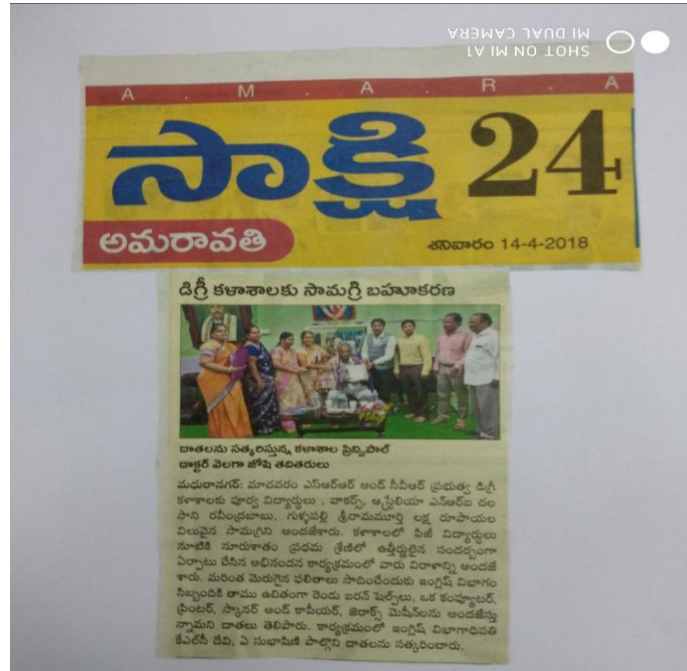 SHOT ON MI A1
MI DUAL CAMERA
A . M . A . R . A
సాక్షి 24
అమరావతి
శనివారం 14-4-2018
డిగ్రీ కళాశాలకు సామగ్రి బహూకరణ
దాతలను సత్కరిస్తున్న కళాశాల ప్రిన్సిపాల్
డాక్టర్ వెలగా జోషి తదితరులు
మధురానగర్: మాచవరం ఎస్ఆర్ఆర్ అండ్ సీవీఆర్ ప్రభుత్వ డిగ్రీ
కళాశాలకు పూర్వ విద్యార్థులు , వాకర్స్, ఆస్ట్రేలియా ఎన్ఆర్ఐ చల
సాని రవీంద్రబాబు, గుళ్ళపల్లి శ్రీరామమూర్తి లక్ష రూపాయల
విలువైన సామగ్రిని అందజేశారు. కళాశాలలో పీజీ విద్యార్థులు
నూటికి నూరుశాతం ప్రథమ శ్రేణిలో ఉత్తీర్ణులైన సందర్భంగా
ఏర్పాటు చేసిన అభినందన కార్యక్రమంలో వారు విరాళాన్ని అందజే
శారు. మరింత మెరుగైన ఫలితాలు సాదించేందుకు ఇంగ్లిష్ విభాగం
సిబ్బందికి తాము ఉచితంగా రెండు ఐరన్ షెల్ఫ్‌లు, ఒక కంప్యూటర్,
ప్రింటర్, స్కానర్ అండ్ కాపీయర్, జెరాక్స్ మెషీన్‌లను అందజేస్తు
న్నామని దాతలు తెలిపారు. కార్యక్రమంలో ఇంగ్లిష్ విభాగాధిపతి
కేఎల్‌సీ దేవి, ఏ సుభాషిణి పాల్గొని దాతలను సత్కరించారు.